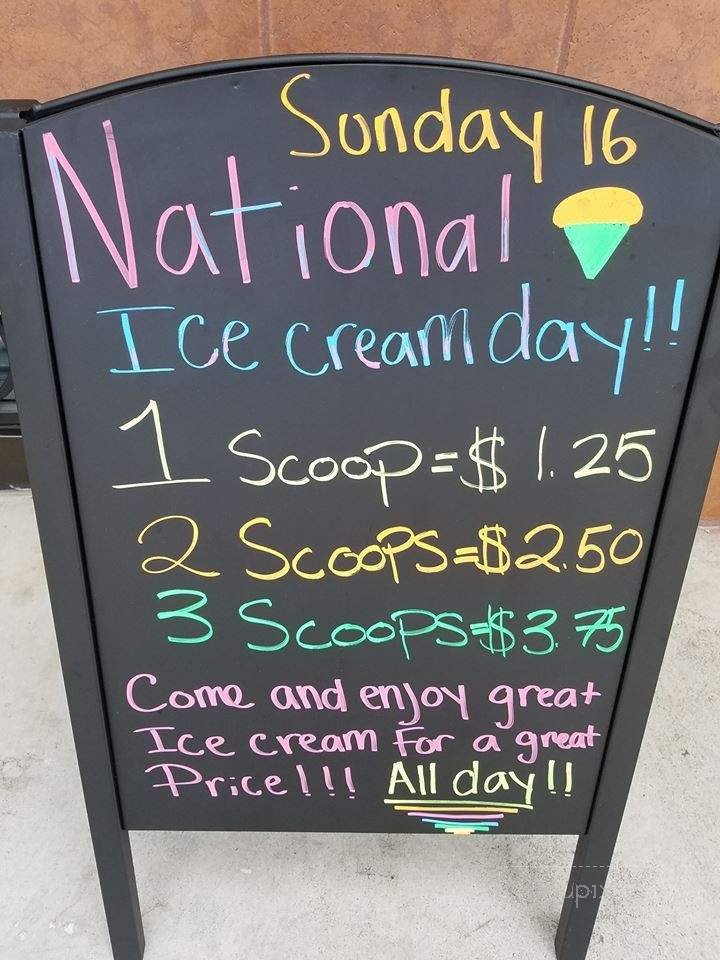 Sunday 16
National
Ice cream day!!
1 Scoop=$1.25
2 Scoops=$2.50
3 Scoops=$3.75
Come and enjoy great
Ice cream for a great
Price!!! All day!!